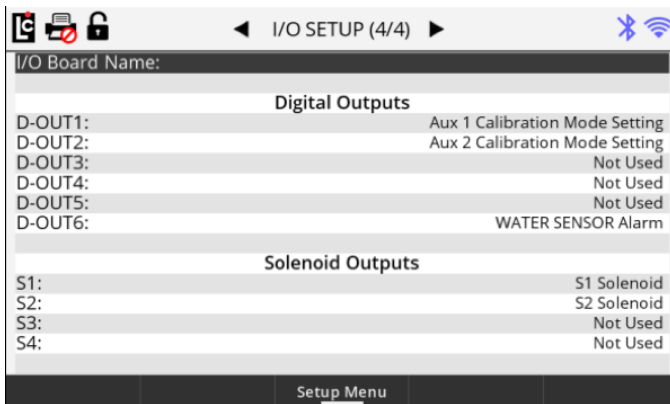 LC
I/O SETUP (4/4)
I/O Board Name:
Digital Outputs
D-OUT1: Aux 1 Calibration Mode Setting
D-OUT2: Aux 2 Calibration Mode Setting
D-OUT3: Not Used
D-OUT4: Not Used
D-OUT5: Not Used
D-OUT6: WATER SENSOR Alarm
Solenoid Outputs
S1: S1 Solenoid
S2: S2 Solenoid
S3: Not Used
S4: Not Used
Setup Menu